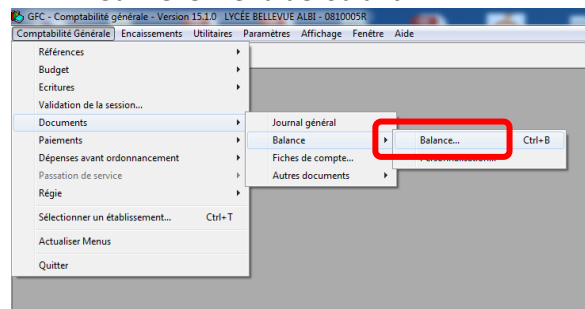 GFC - Comptabilité générale - Version 15.1.0 LYCÉE BELLEVUE ALBI - 0810005R
Comptabilité Générale Encaissements Utilitaires Paramètres Affichage Fenêtre Aide
Références
Budget
Ecritures
Validation de la session...
Documents
Paiements
Dépenses avant ordonnancement
Passation de service
Régie
Sélectionner un établissement... Ctrl+T
Actualiser Menus
Quitter
Journal général
Balance
Fiches de compte...
Autres documents
Balance... Ctrl+B